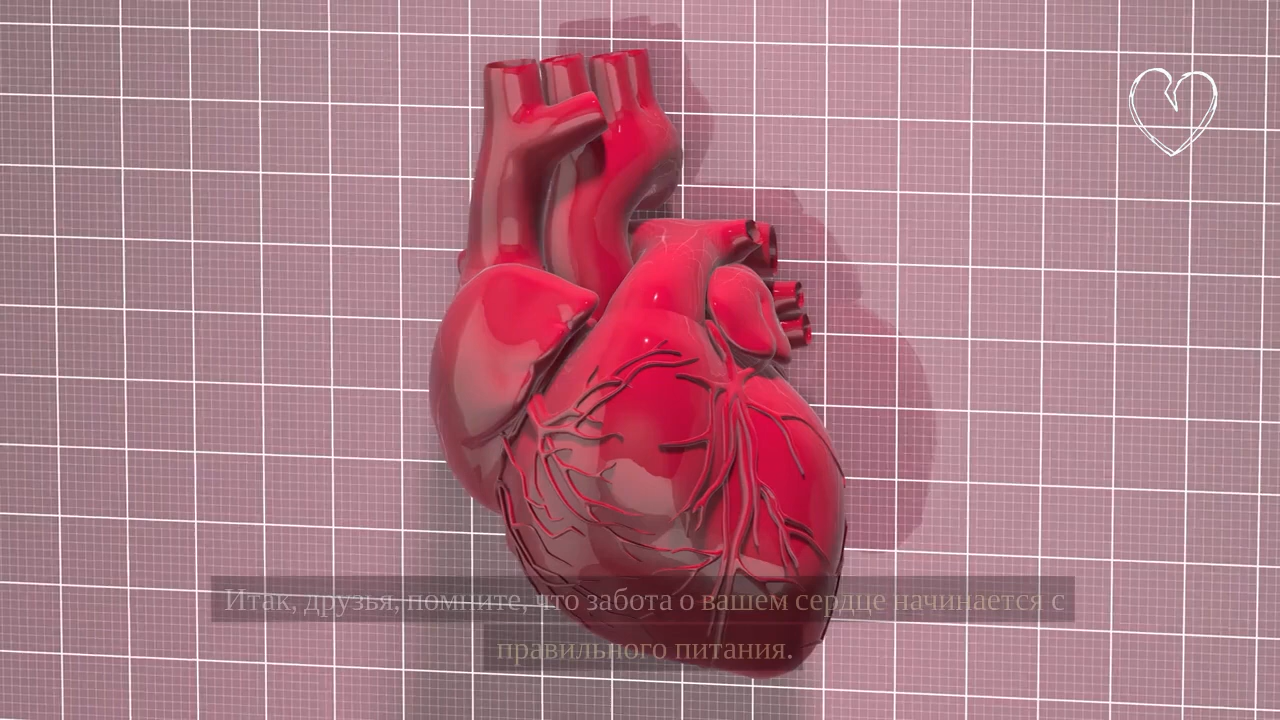 Итак, друзья, помните, что забота о вашем сердце начинается с
правильного питания.